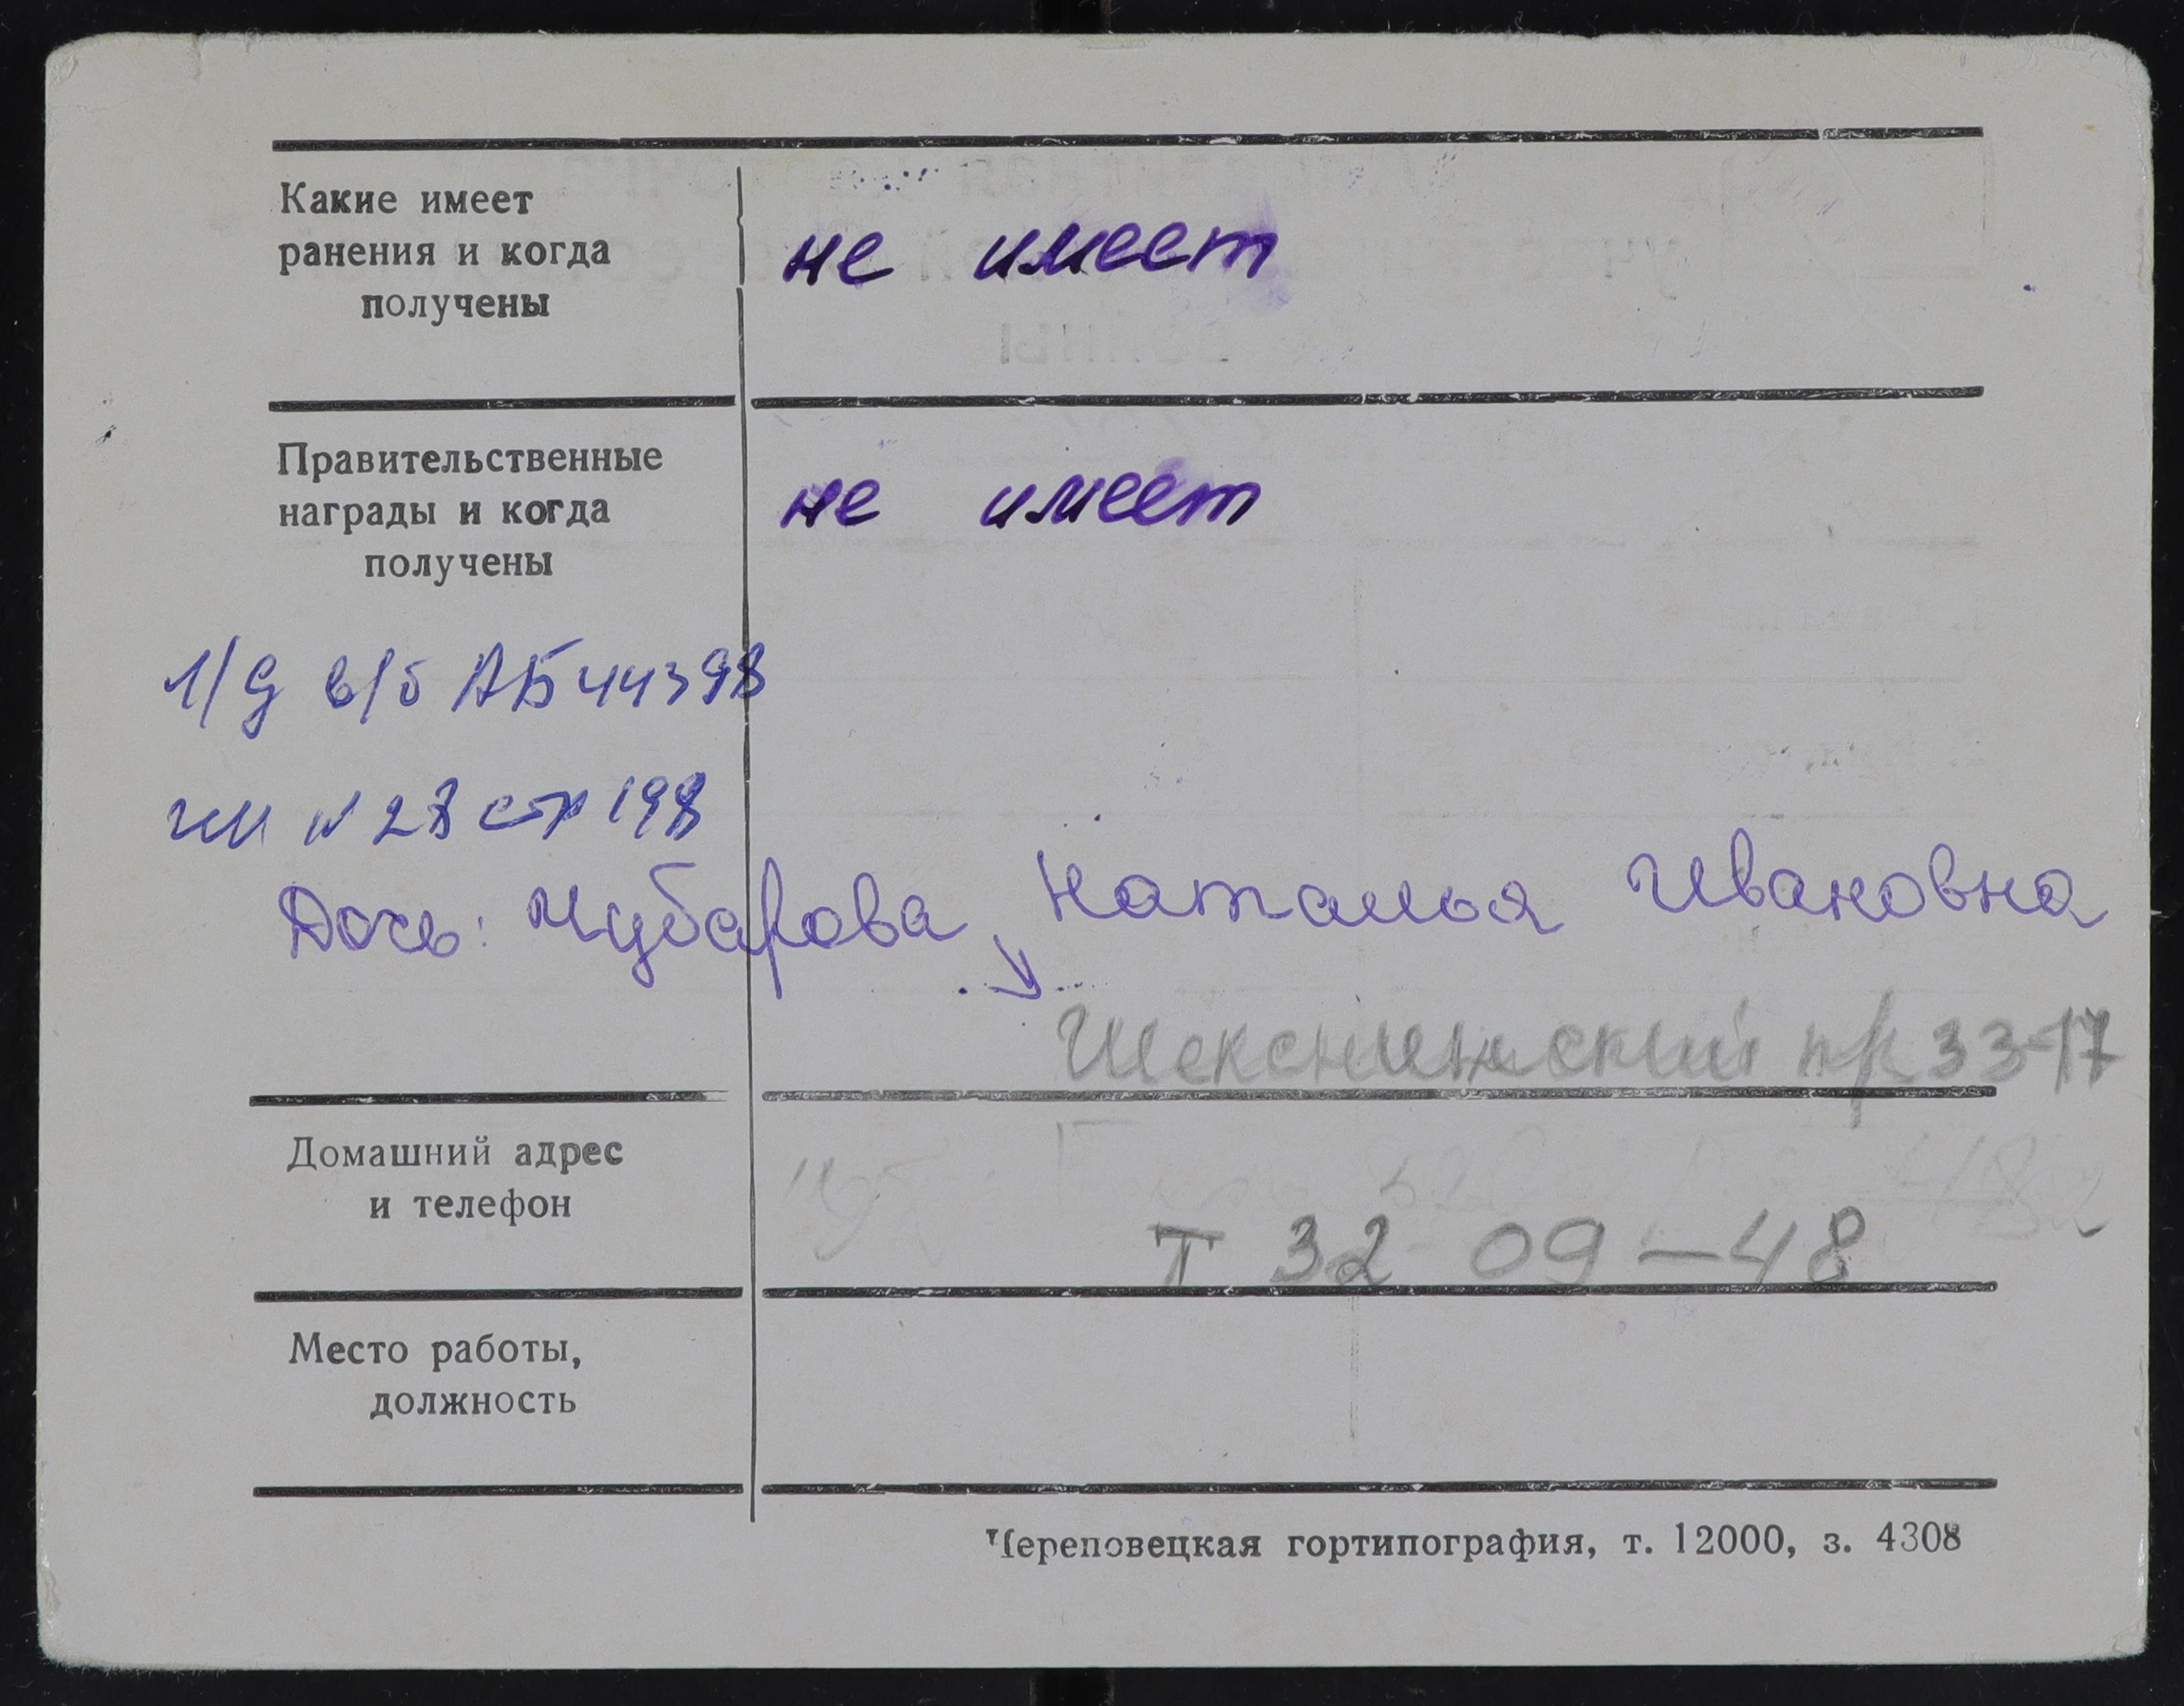 Какие имеет
ранения и когда
получены
не имеет
Правительственные
награды и когда
получены
не имеет
1/д в/б АБ 44398
N 28 стр 198
Дочь: Чубарова Наталья Ивановна
Шекснинский пр 33-17
Домашний адрес
и телефон
т 32 09-48
Место работы,
должность
Череповецкая гортипография, т. 12000, з. 4308